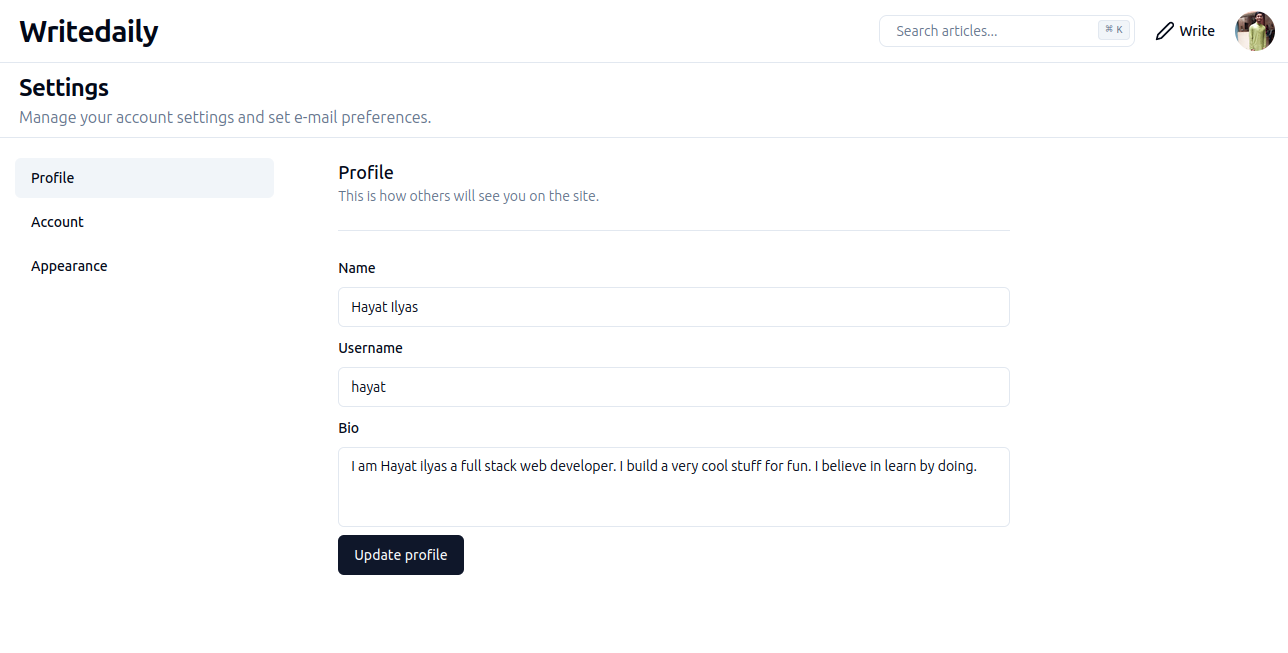 Writedaily
Search articles...
⌘ K
Write
Settings
Manage your account settings and set e-mail preferences.
Profile
Account
Appearance
Profile
This is how others will see you on the site.
Name
Hayat Ilyas
Username
hayat
Bio
I am Hayat ilyas a full stack web developer. I build a very cool stuff for fun. I believe in learn by doing.
Update profile